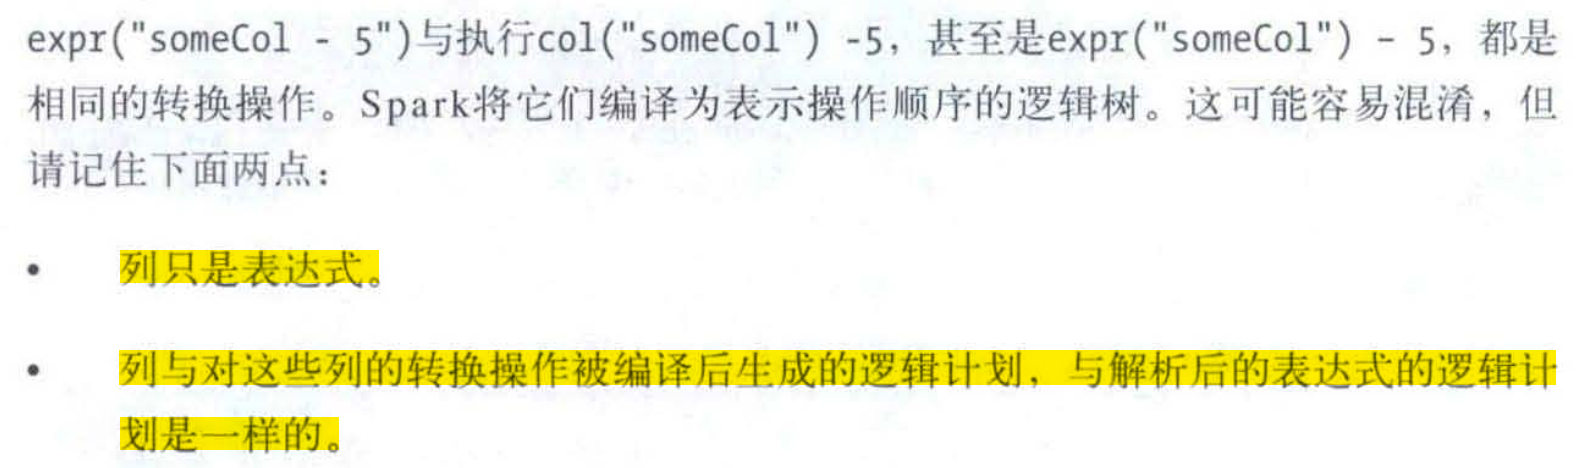 expr("someCol - 5")与执行col("someCol") -5，甚至是expr("someCol") – 5，都是
相同的转换操作。Spark将它们编译为表示操作顺序的逻辑树。这可能容易混淆，但
请记住下面两点：
• 列只是表达式。
• 列与对这些列的转换操作被编译后生成的逻辑计划，与解析后的表达式的逻辑计
划是一样的。